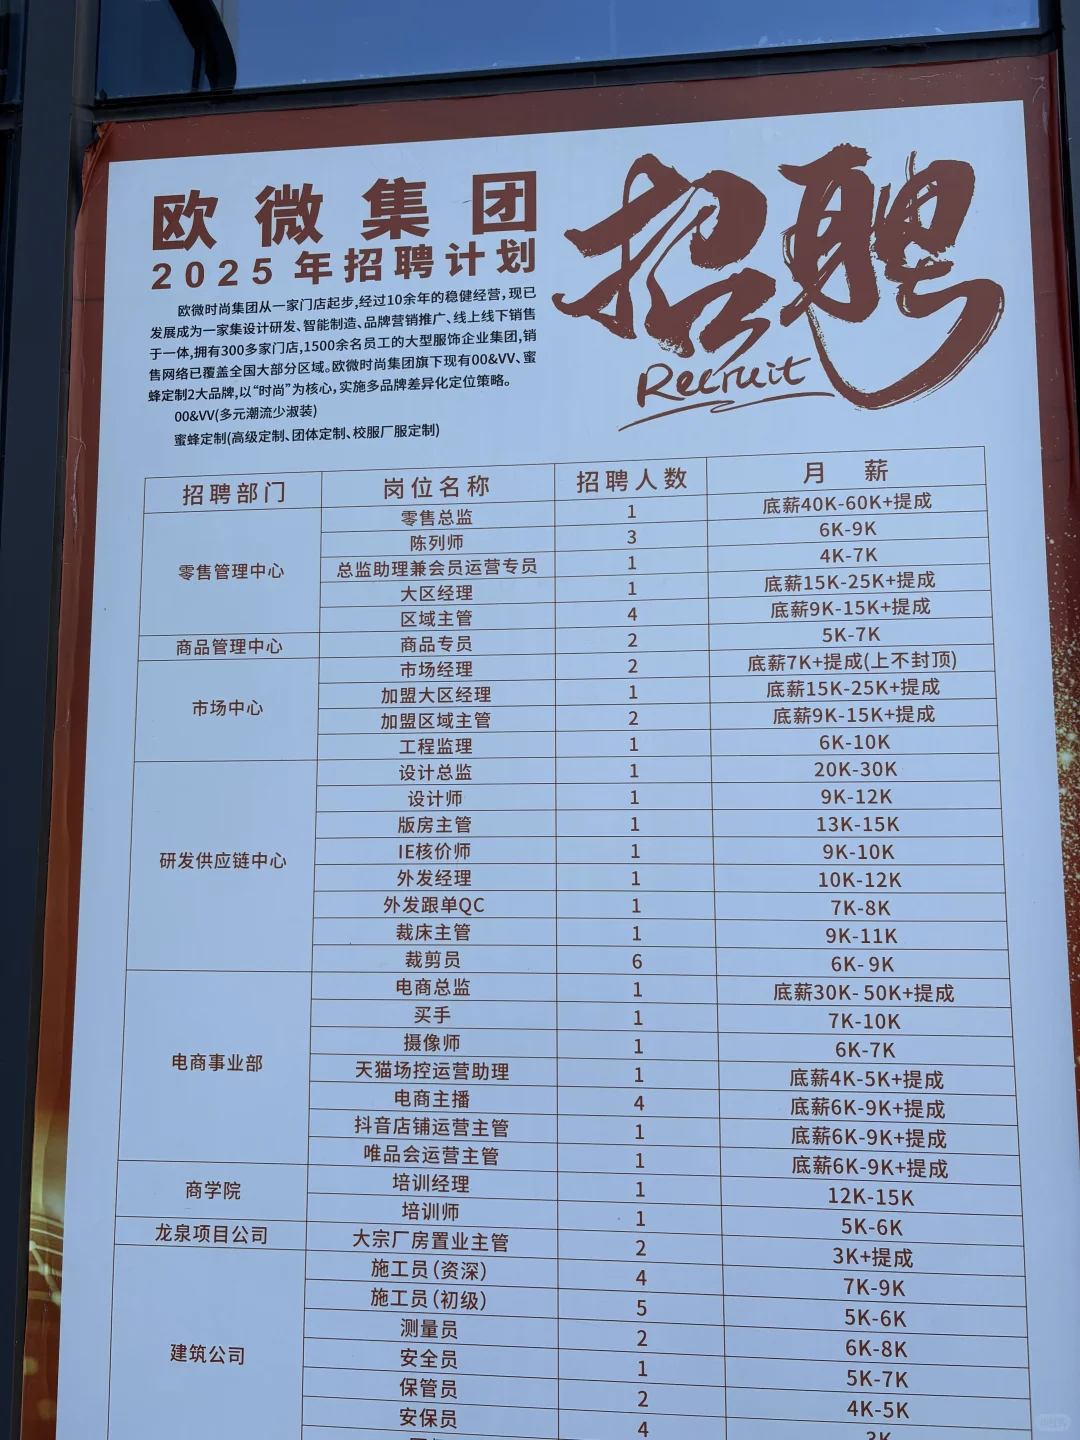 欧微集团
2025年招聘计划
招聘
Recruit
欧微时尚集团从一家门店起步,经过10余年的稳健经营,现已
发展成为一家集设计研发、智能制造、品牌营销推广、线上线下销售
于一体,拥有300多家门店,1500余名员工的大型服饰企业集团,销
售网络已覆盖全国大部分区域。欧微时尚集团旗下现有00&VV、蜜
蜂定制2大品牌,以“时尚”为核心,实施多品牌差异化定位策略。
00&VV(多元潮流少淑装)
蜜蜂定制(高级定制、团体定制、校服厂服定制)
招聘部门 岗位名称 招聘人数 月薪
零售管理中心 零售总监 1 底薪40K-60K+提成
陈列师 3 6K-9K
总监助理兼会员运营专员 1 4K-7K
大区经理 1 底薪15K-25K+提成
区域主管 4 底薪9K-15K+提成
商品管理中心 商品专员 2 5K-7K
市场中心 市场经理 2 底薪7K+提成(上不封顶)
加盟大区经理 1 底薪15K-25K+提成
加盟区域主管 2 底薪9K-15K+提成
工程监理 1 6K-10K
研发供应链中心 设计总监 1 20K-30K
设计师 1 9K-12K
版房主管 1 13K-15K
IE核价师 1 9K-10K
外发经理 1 10K-12K
外发跟单QC 1 7K-8K
裁床主管 1 9K-11K
裁剪员 6 6K-9K
电商事业部 电商总监 1 底薪30K-50K+提成
买手 1 7K-10K
摄像师 1 6K-7K
天猫场控运营助理 1 底薪4K-5K+提成
电商主播 4 底薪6K-9K+提成
抖音店铺运营主管 1 底薪6K-9K+提成
唯品会运营主管 1 底薪6K-9K+提成
商学院 培训经理 1 12K-15K
培训师 1 5K-6K
龙泉项目公司 大宗厂房置业主管 2 3K+提成
建筑公司 施工员(资深) 4 7K-9K
施工员(初级) 5 5K-6K
测量员 2 6K-8K
安全员 1 5K-7K
保管员 2 4K-5K
安保员 4 3K